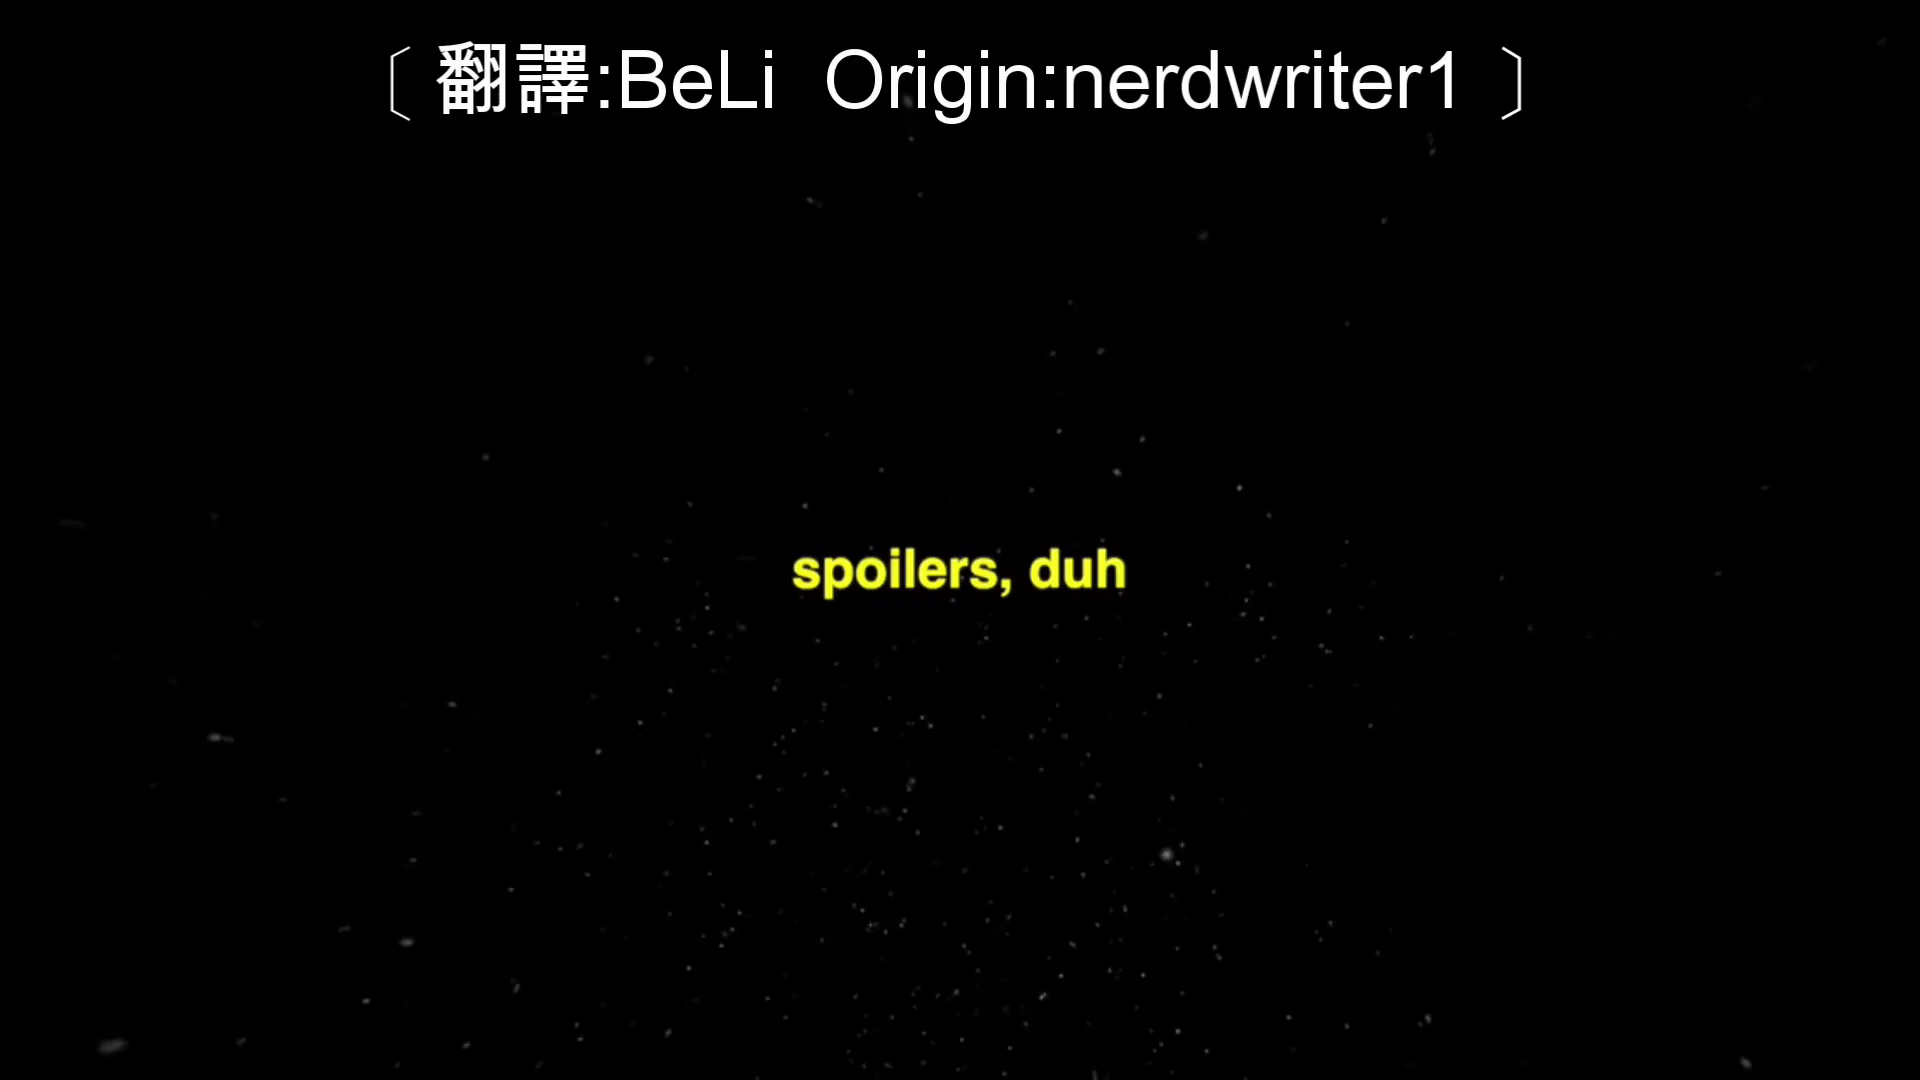 〔 翻譯:BeLi  Origin:nerdwriter1 〕
spoilers, duh